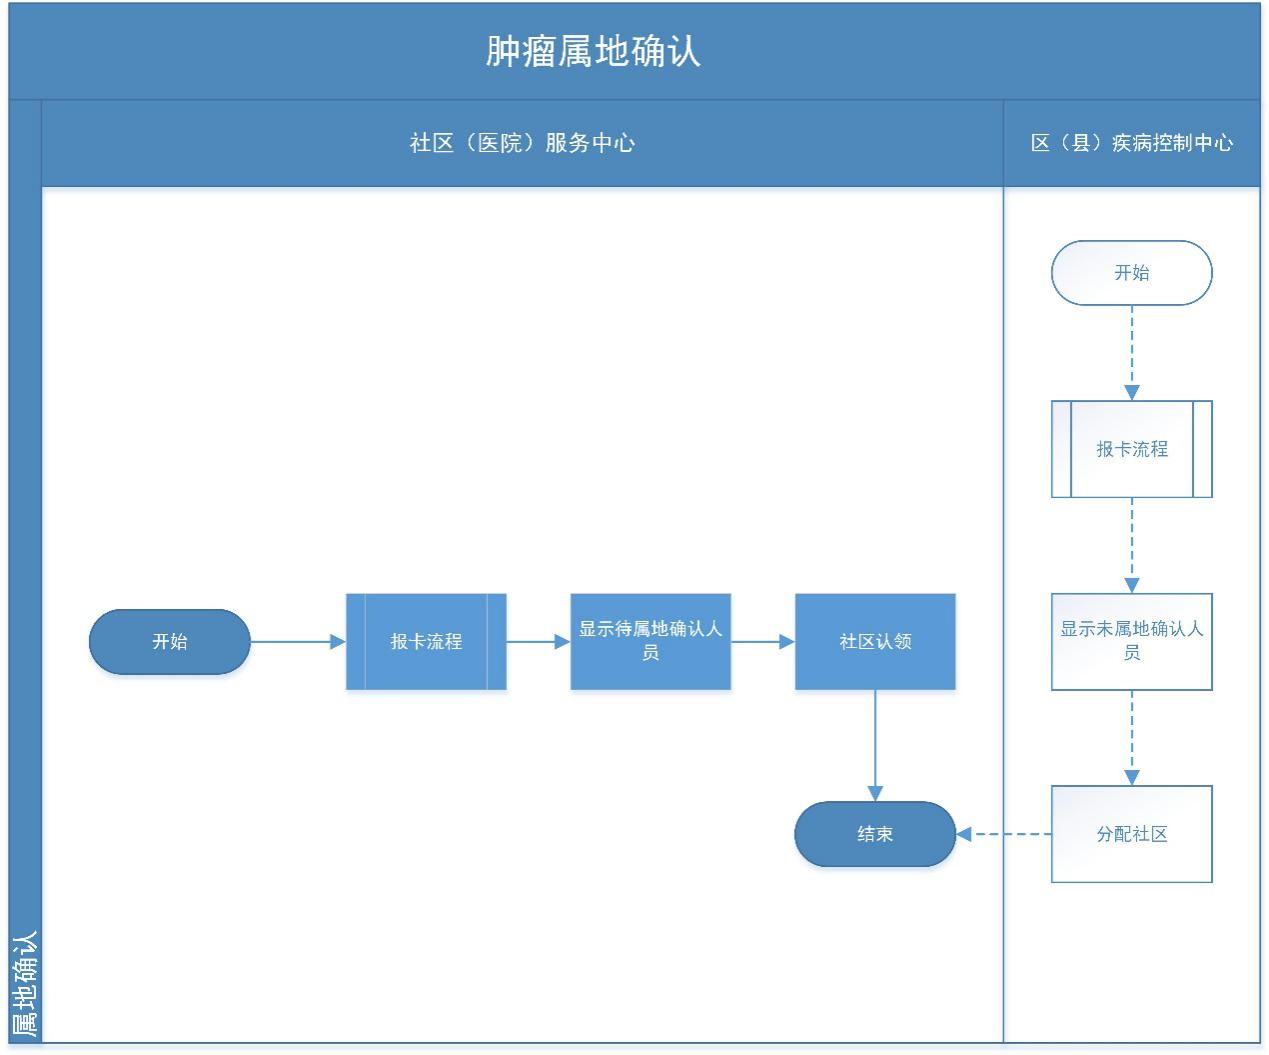 肿瘤属地确认
社区（医院）服务中心
区（县）疾病控制中心
开始
报卡流程
显示未属地确认人
员
分配社区
开始
报卡流程
显示待属地确认人
员
社区认领
结束
属地确认